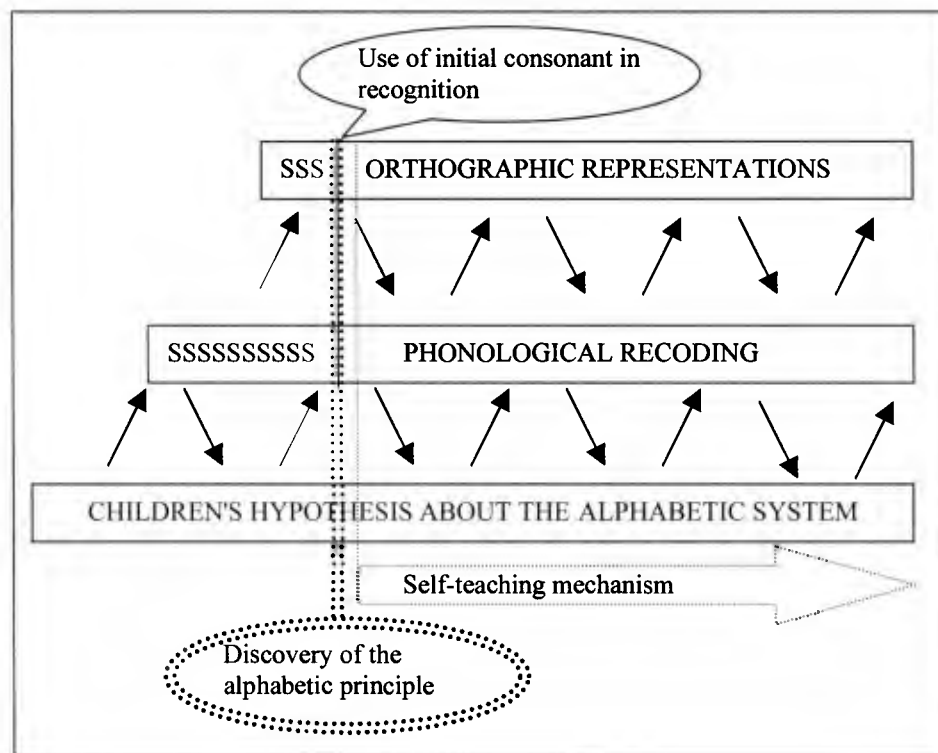 Use of initial consonant in
recognition
SSS ORTHOGRAPHIC REPRESENTATIONS
SSSSSSSSSS PHONOLOGICAL RECODING
CHILDREN'S HYPOTHESIS ABOUT THE ALPHABETIC SYSTEM
Self-teaching mechanism
Discovery of the
alphabetic principle